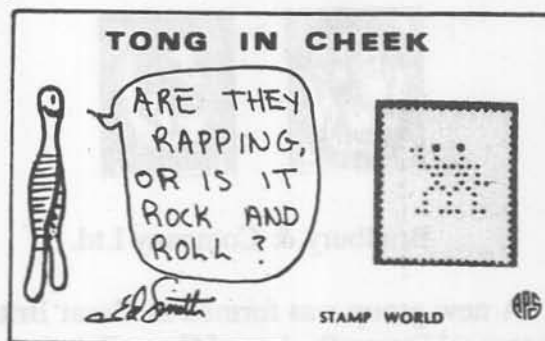 TONG IN CHEEK
ARE THEY
RAPPING,
OR IS IT
ROCK AND
ROLL?
Ed Smith
STAMP WORLD
APS